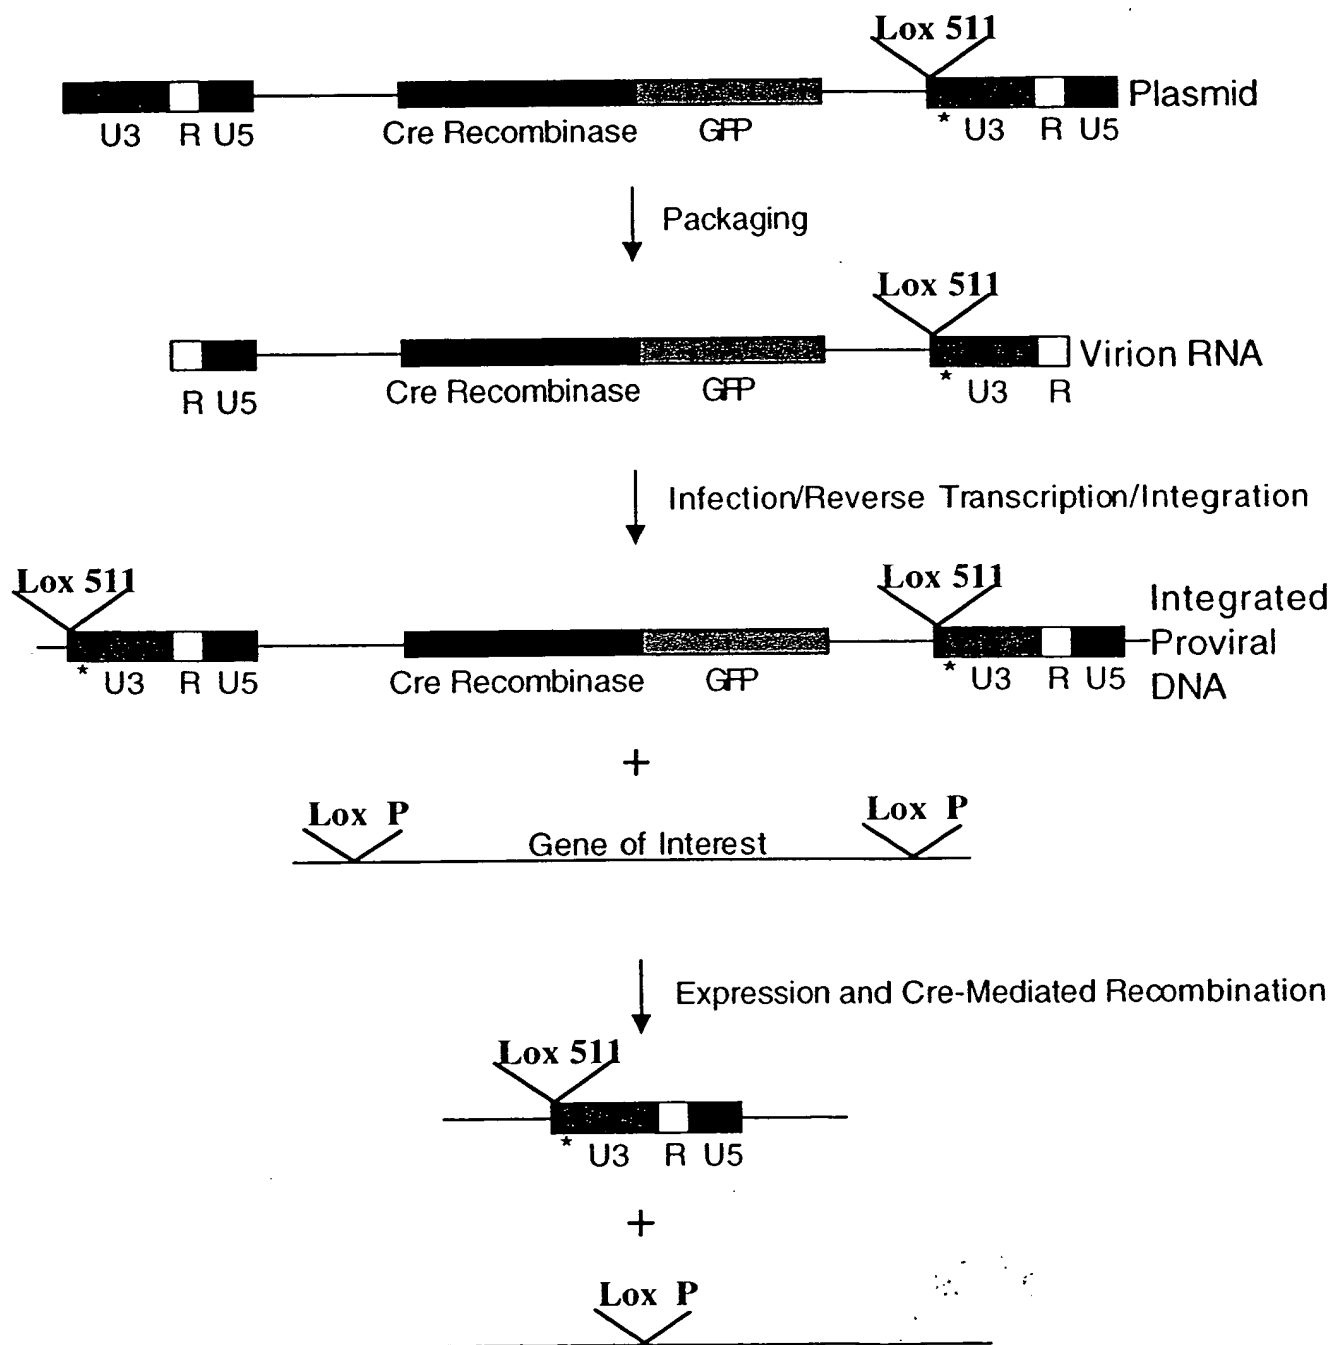 Lox 511
Plasmid
U3 R U5 Cre Recombinase GFP * U3 R U5
Packaging
Lox 511
Virion RNA
R U5 Cre Recombinase GFP * U3 R
Infection/Reverse Transcription/Integration
Lox 511 Lox 511
Integrated
Proviral
DNA
* U3 R U5 Cre Recombinase GFP * U3 R U5
+
Lox P Lox P
Gene of Interest
Expression and Cre-Mediated Recombination
Lox 511
* U3 R U5
+
Lox P